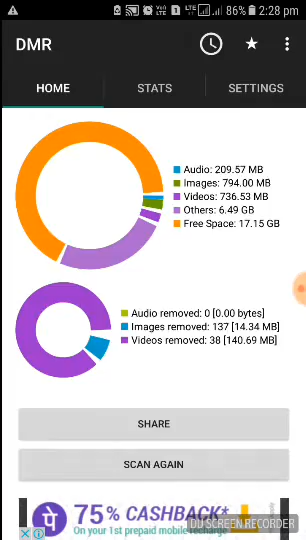 86% 2:28 pm
DMR
HOME STATS SETTINGS
Audio: 209.57 MB
Images: 794.00 MB
Videos: 736.53 MB
Others: 6.49 GB
Free Space: 17.15 GB
Audio removed: 0 [0.00 bytes]
Images removed: 137 [14.34 MB]
Videos removed: 38 [140.69 MB]
SHARE
SCAN AGAIN
75% CASHBACK*
On your 1st prepaid mobile recharge
DU SCREEN RECORDER